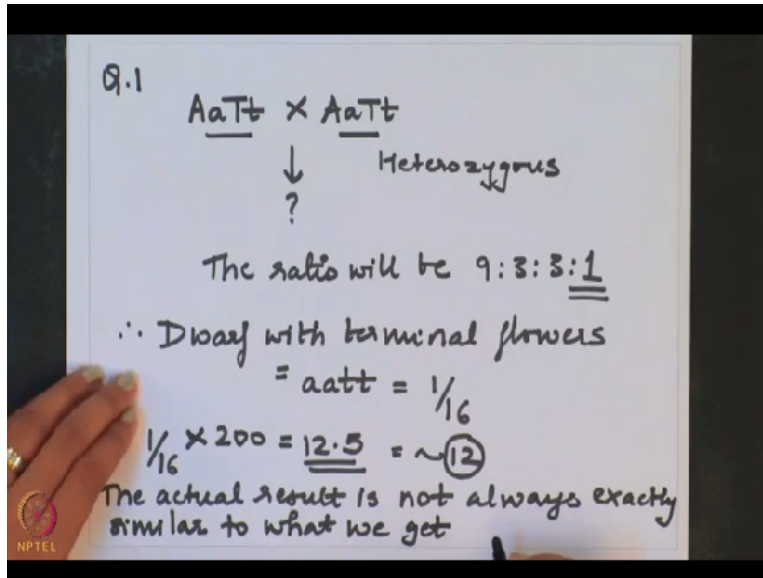 Q.1
AaTt × AaTt
↓ Heterozygous
?
The ratio will be 9:3:3:1
∴ Dwarf with terminal flowers
= aatt = 1/16
1/16 × 200 = 12.5 = ~12
The actual result is not always exactly
similar to what we get
NPTEL